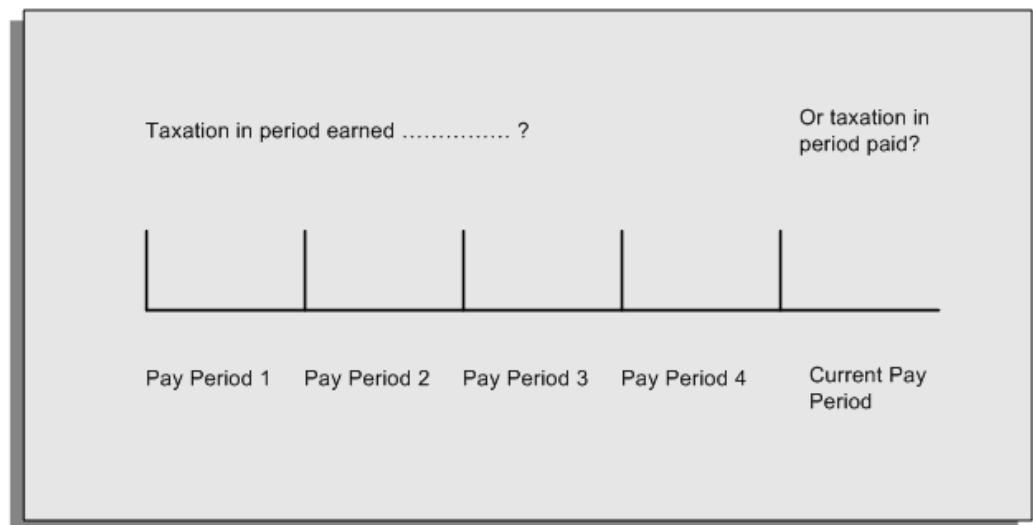 Taxation in period earned …………… ?
Or taxation in
period paid?
Pay Period 1
Pay Period 2
Pay Period 3
Pay Period 4
Current Pay
Period